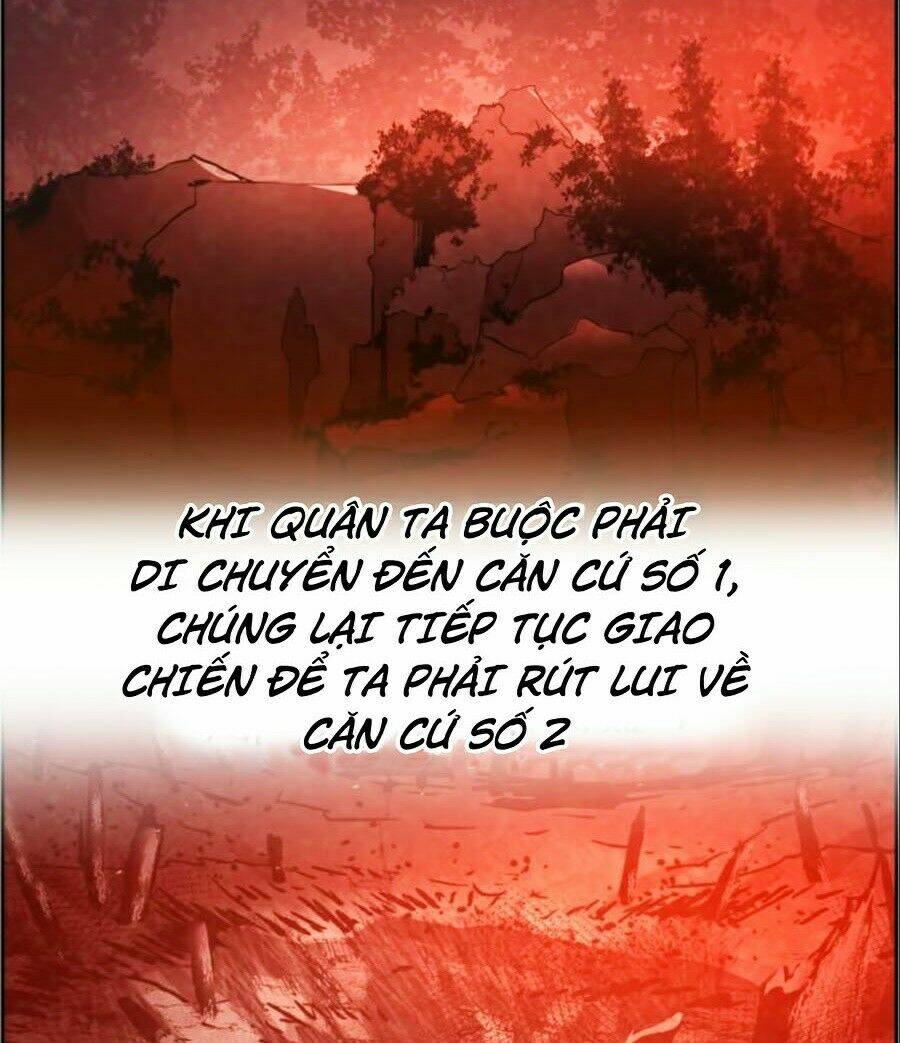 KHI QUÂN TA BUỘC PHẢI
DI CHUYỂN ĐẾN CĂN CỨ SỐ 1,
CHÚNG LẠI TIẾP TỤC GIAO
CHIẾN ĐỂ TA PHẢI RÚT LUI VỀ
CĂN CỨ SỐ 2